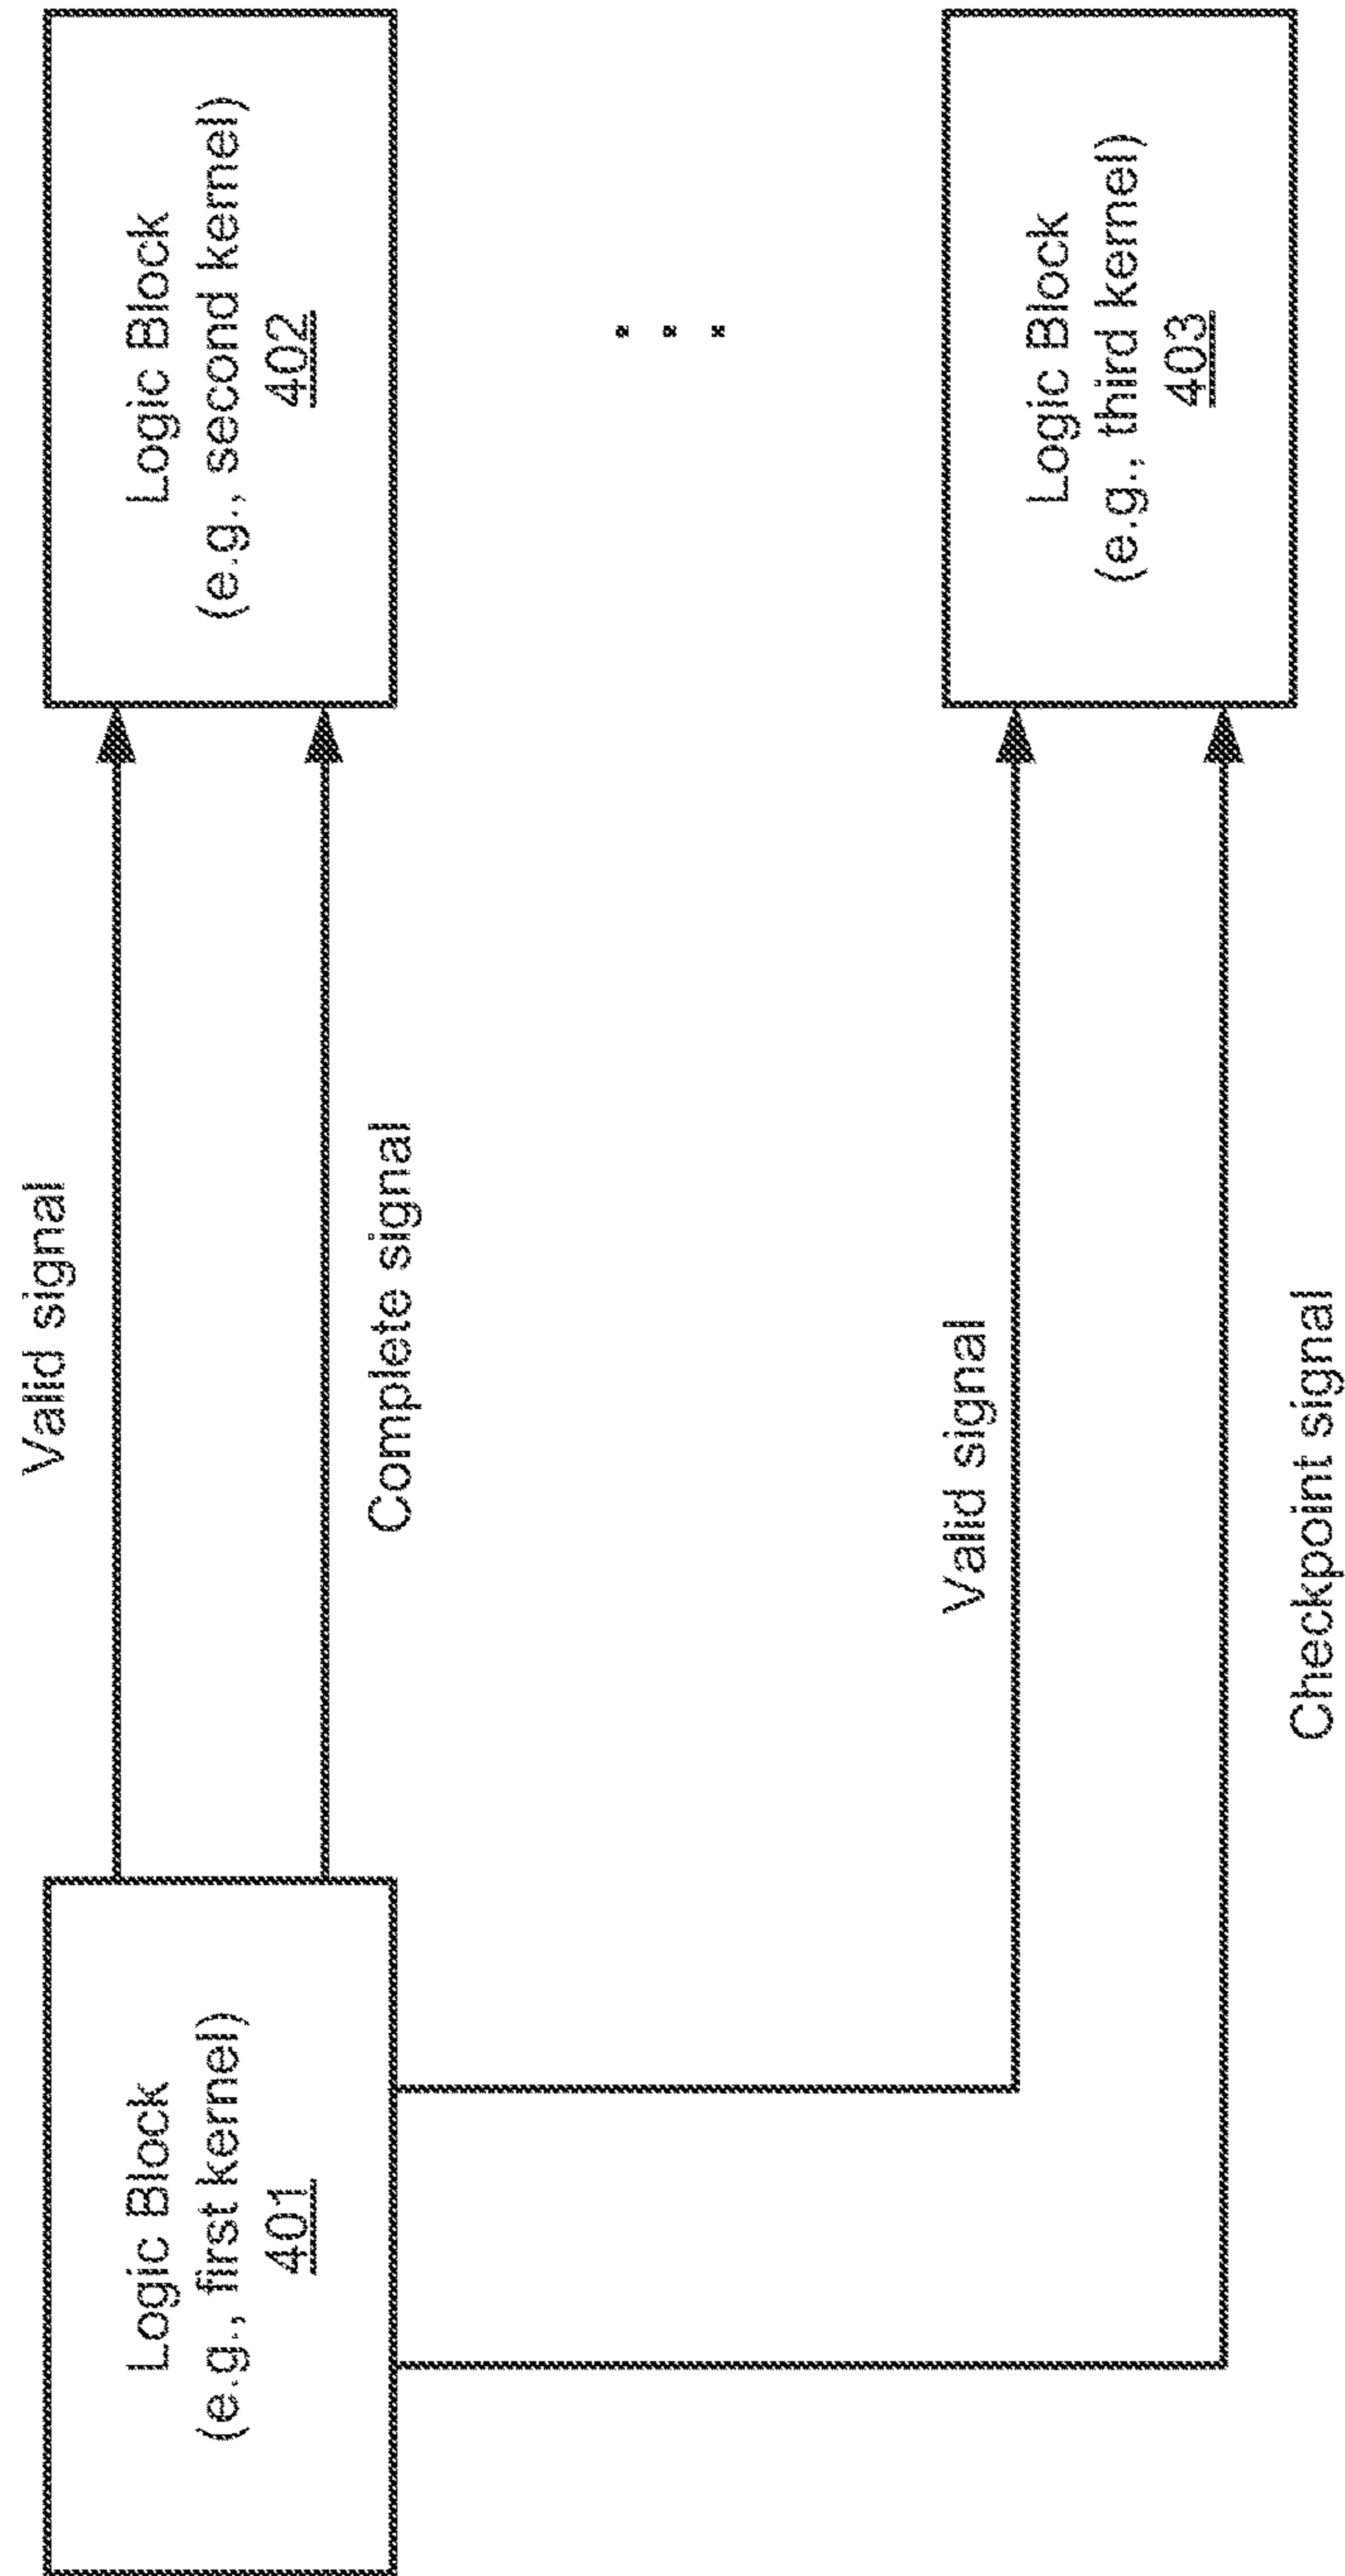 Logic Block
(e.g., first kernel)
401
Valid signal
Complete signal
Logic Block
(e.g., second kernel)
402
Valid signal
Checkpoint signal
Logic Block
(e.g., third kernel)
403